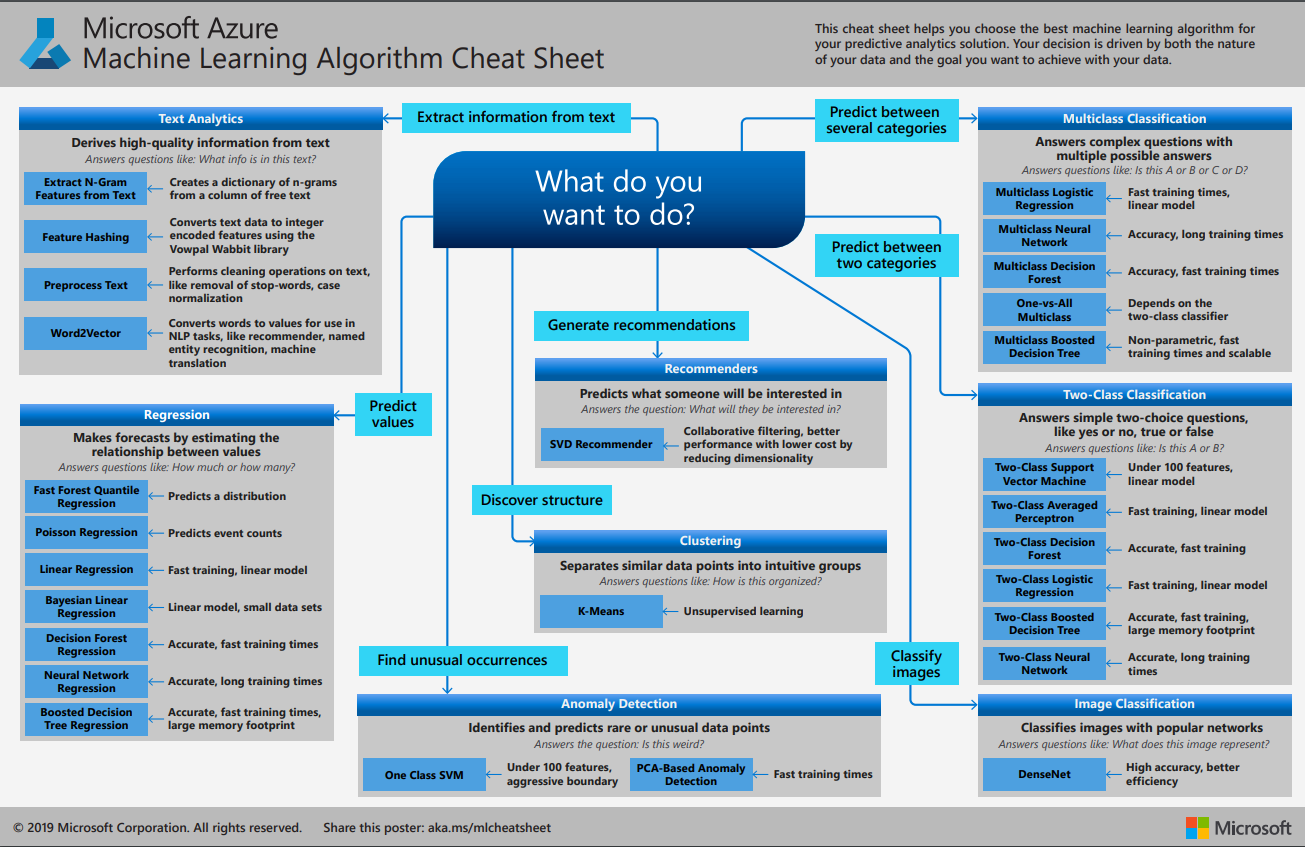 Microsoft Azure
Machine Learning Algorithm Cheat Sheet
This cheat sheet helps you choose the best machine learning algorithm for
your predictive analytics solution. Your decision is driven by both the nature
of your data and the goal you want to achieve with your data.
What do you
want to do?
Extract information from text
Text Analytics
Derives high-quality information from text
Answers questions like: What info is in this text?
Extract N-Gram
Features from Text
Creates a dictionary of n-grams
from a column of free text
Feature Hashing
Converts text data to integer
encoded features using the
Vowpal Wabbit library
Preprocess Text
Performs cleaning operations on text,
like removal of stop-words, case
normalization
Word2Vector
Converts words to values for use in
NLP tasks, like recommender, named
entity recognition, machine
translation
Predict
values
Regression
Makes forecasts by estimating the
relationship between values
Answers questions like: How much or how many?
Fast Forest Quantile
Regression
Predicts a distribution
Poisson Regression
Predicts event counts
Linear Regression
Fast training, linear model
Bayesian Linear
Regression
Linear model, small data sets
Decision Forest
Regression
Accurate, fast training times
Neural Network
Regression
Accurate, long training times
Boosted Decision
Tree Regression
Accurate, fast training times,
large memory footprint
Generate recommendations
Recommenders
Predicts what someone will be interested in
Answers the question: What will they be interested in?
SVD Recommender
Collaborative filtering, better
performance with lower cost by
reducing dimensionality
Discover structure
Clustering
Separates similar data points into intuitive groups
Answers questions like: How is this organized?
K-Means
Unsupervised learning
Find unusual occurrences
Anomaly Detection
Identifies and predicts rare or unusual data points
Answers the question: Is this weird?
One Class SVM
Under 100 features,
aggressive boundary
PCA-Based Anomaly
Detection
Fast training times
Predict between
several categories
Multiclass Classification
Answers complex questions with
multiple possible answers
Answers questions like: Is this A or B or C or D?
Multiclass Logistic
Regression
Fast training times,
linear model
Multiclass Neural
Network
Accuracy, long training times
Multiclass Decision
Forest
Accuracy, fast training times
One-vs-All
Multiclass
Depends on the
two-class classifier
Multiclass Boosted
Decision Tree
Non-parametric, fast
training times and scalable
Predict between
two categories
Two-Class Classification
Answers simple two-choice questions,
like yes or no, true or false
Answers questions like: Is this A or B?
Two-Class Support
Vector Machine
Under 100 features,
linear model
Two-Class Averaged
Perceptron
Fast training, linear model
Two-Class Decision
Forest
Accurate, fast training
Two-Class Logistic
Regression
Fast training, linear model
Two-Class Boosted
Decision Tree
Accurate, fast training,
large memory footprint
Two-Class Neural
Network
Accurate, long training
times
Classify
images
Image Classification
Classifies images with popular networks
Answers questions like: What does this image represent?
DenseNet
High accuracy, better
efficiency
© 2019 Microsoft Corporation. All rights reserved.
Share this poster: aka.ms/mlcheatsheet
Microsoft